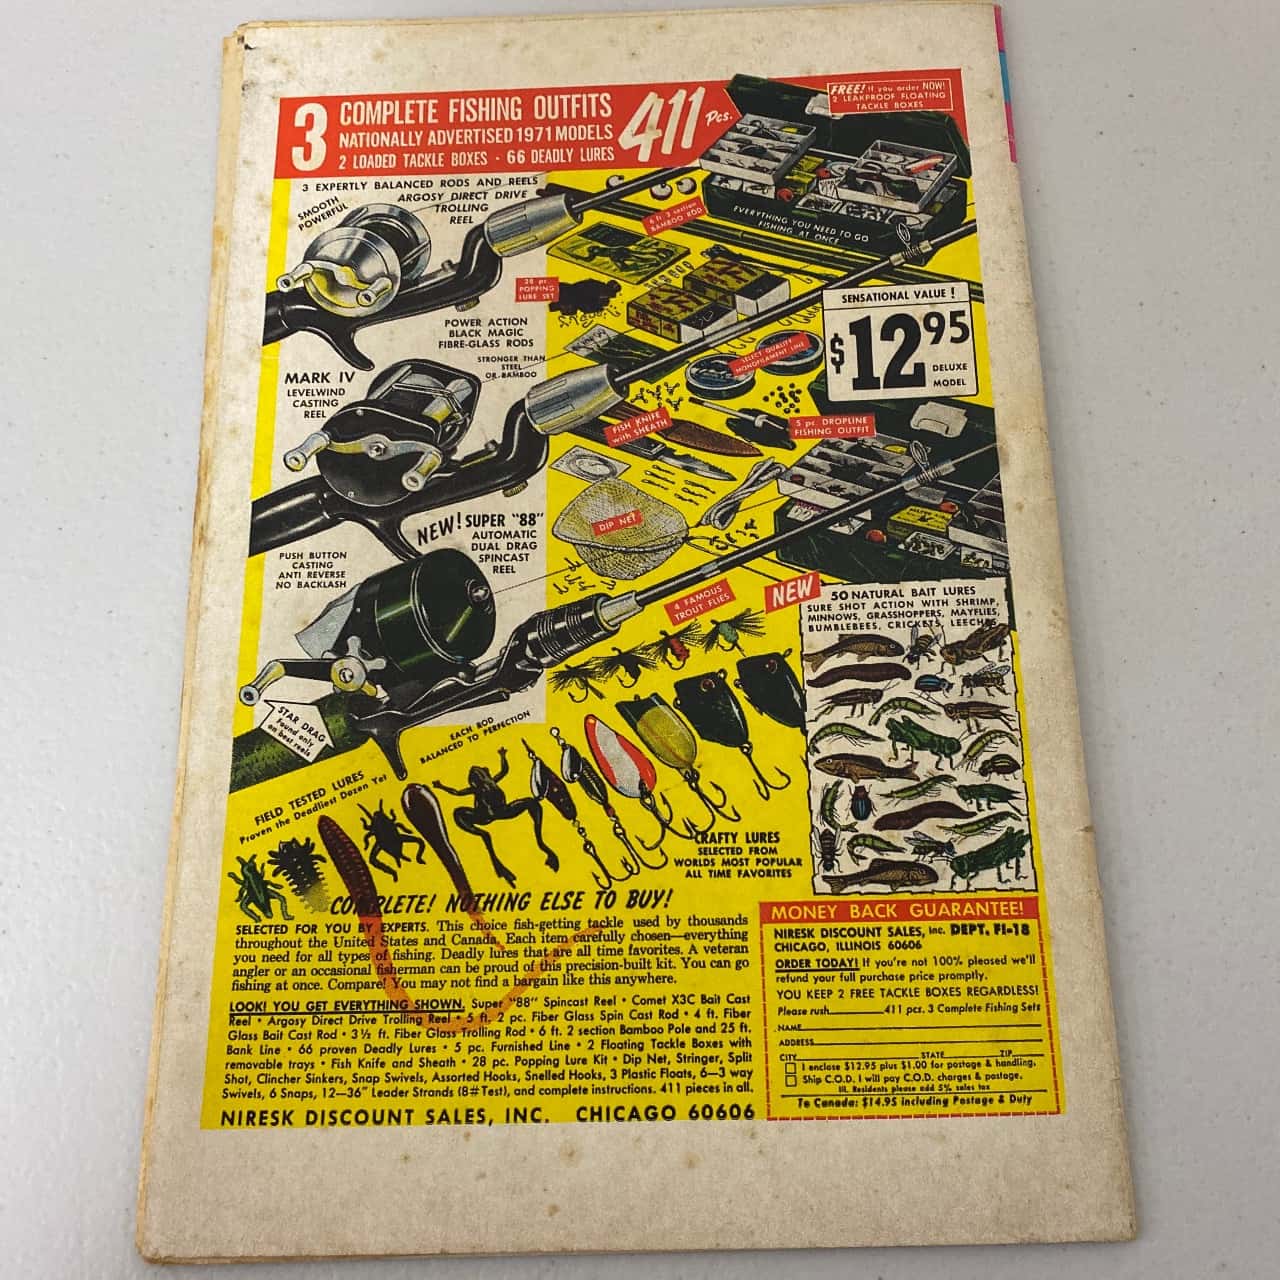 3 COMPLETE FISHING OUTFITS
NATIONALLY ADVERTISED 1971 MODELS
2 LOADED TACKLE BOXES · 66 DEADLY LURES
411 Pcs.
FREE! If you order NOW!
2 LEAKPROOF FLOATING
TACKLE BOXES
3 EXPERTLY BALANCED RODS AND REELS
SMOOTH
POWERFUL
ARGOSY DIRECT DRIVE
TROLLING
REEL
6 ft 2 section
BAMBOO ROD
EVERYTHING YOU NEED TO GO
FISHING AT ONCE
28 pc
POPPING
LURE SET
SENSATIONAL VALUE !
$12 95
DELUXE
MODEL
POWER ACTION
BLACK MAGIC
FIBRE-GLASS RODS
STRONGER THAN
STEEL
OR BAMBOO
SELECT QUALITY
MONOFILAMENT LINE
MARK IV
LEVELWIND
CASTING
REEL
FISH KNIFE
with SHEATH
5 pc. DROPLINE
FISHING OUTFIT
DIP NET
NEW! SUPER "88"
AUTOMATIC
DUAL DRAG
SPINCAST
REEL
PUSH BUTTON
CASTING
ANTI REVERSE
NO BACKLASH
4 FAMOUS
TROUT FLIES
NEW
50 NATURAL BAIT LURES
SURE SHOT ACTION WITH SHRIMP,
MINNOWS, GRASSHOPPERS, MAYFLIES,
BUMBLEBEES, CRICKETS, LEECHES
STAR DRAG
Found only
on best reels
EACH ROD
BALANCED TO PERFECTION
FIELD TESTED LURES
Proven the Deadliest Dozen Yet
CRAFTY LURES
SELECTED FROM
WORLDS MOST POPULAR
ALL TIME FAVORITES
COMPLETE! NOTHING ELSE TO BUY!
SELECTED FOR YOU BY EXPERTS. This choice fish-getting tackle used by thousands
throughout the United States and Canada. Each item carefully chosen—everything
you need for all types of fishing. Deadly lures that are all time favorites. A veteran
angler or an occasional fisherman can be proud of this precision-built kit. You can go
fishing at once. Compare! You may not find a bargain like this anywhere.
LOOK! YOU GET EVERYTHING SHOWN. Super "88" Spincast Reel • Comet X3C Bait Cast
Reel • Argosy Direct Drive Trolling Reel • 5 ft. 2 pc. Fiber Glass Spin Cast Rod • 4 ft. Fiber
Glass Bait Cast Rod • 3½ ft. Fiber Glass Trolling Rod • 6 ft. 2 section Bamboo Pole and 25 ft.
Bank Line • 66 proven Deadly Lures • 5 pc. Furnished Line • 2 Floating Tackle Boxes with
removable trays • Fish Knife and Sheath • 28 pc. Popping Lure Kit • Dip Net, Stringer, Split
Shot, Clincher Sinkers, Snap Swivels, Assorted Hooks, Snelled Hooks, 3 Plastic Floats, 6—3 way
Swivels, 6 Snaps, 12—36" Leader Strands (8#Test), and complete instructions. 411 pieces in all.
NIRESK DISCOUNT SALES, INC. CHICAGO 60606
MONEY BACK GUARANTEE!
NIRESK DISCOUNT SALES, Inc. DEPT. FI-18
CHICAGO, ILLINOIS 60606
ORDER TODAY! If you're not 100% pleased we'll
refund your full purchase price promptly.
YOU KEEP 2 FREE TACKLE BOXES REGARDLESS!
Please rush 411 pcs. 3 Complete Fishing Sets
NAME
ADDRESS
CITY STATE ZIP
I enclose $12.95 plus $1.00 for postage & handling.
Ship C.O.D. I will pay C.O.D. charges & postage.
Ill. Residents please add 5% sales tax
To Canada: $14.95 including Postage & Duty